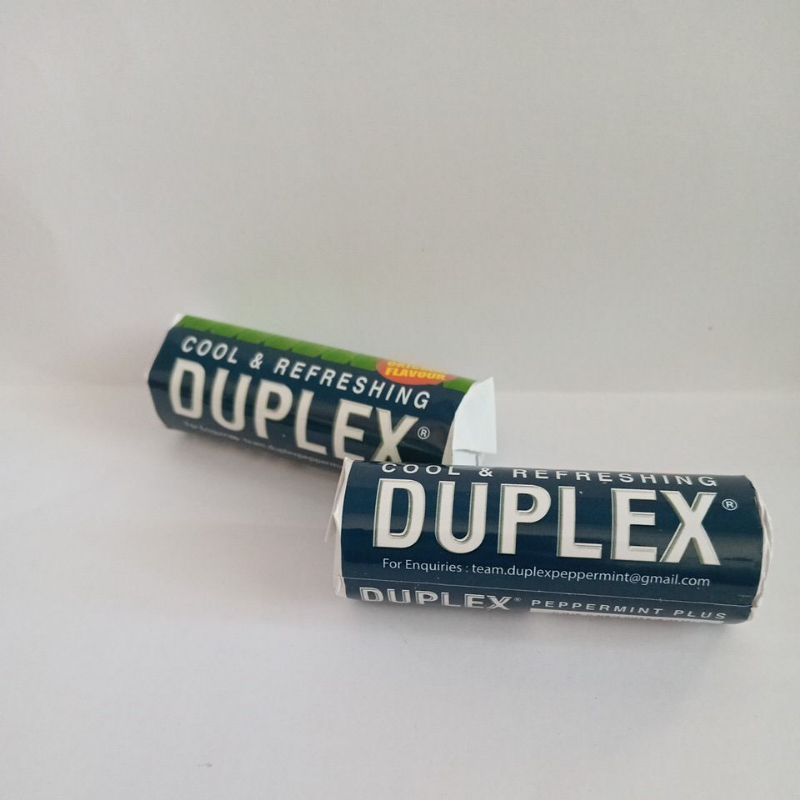 FLAVOUR
COOL & REFRESHING
DUPLEX®
COOL & REFRESHING
DUPLEX®
For Enquiries : team.duplexpeppermint@gmail.com
DUPLEX® PEPPERMINT PLUS